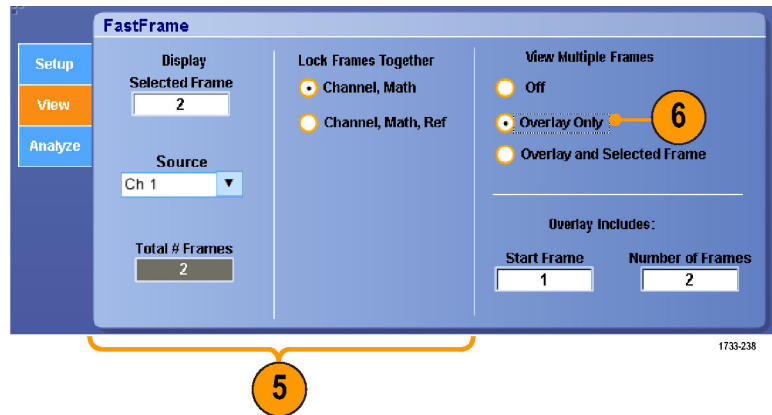 FastFrame
Setup
View
Analyze
Display
Selected Frame
2
Source
Ch 1
Total # Frames
2
Lock Frames Together
Channel, Math
Channel, Math, Ref
View Multiple Frames
Off
Overlay Only
6
Overlay and Selected Frame
Overlay Includes:
Start Frame
1
Number of Frames
2
1733-238
5